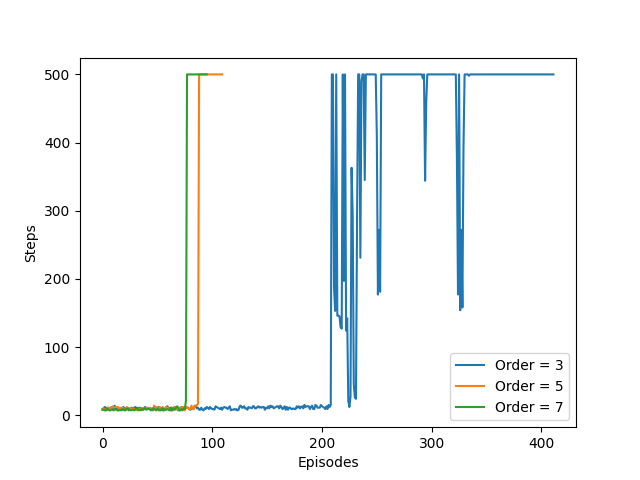 500
400
300
200
100
0
Steps
0 100 200 300 400
Episodes
Order = 3
Order = 5
Order = 7